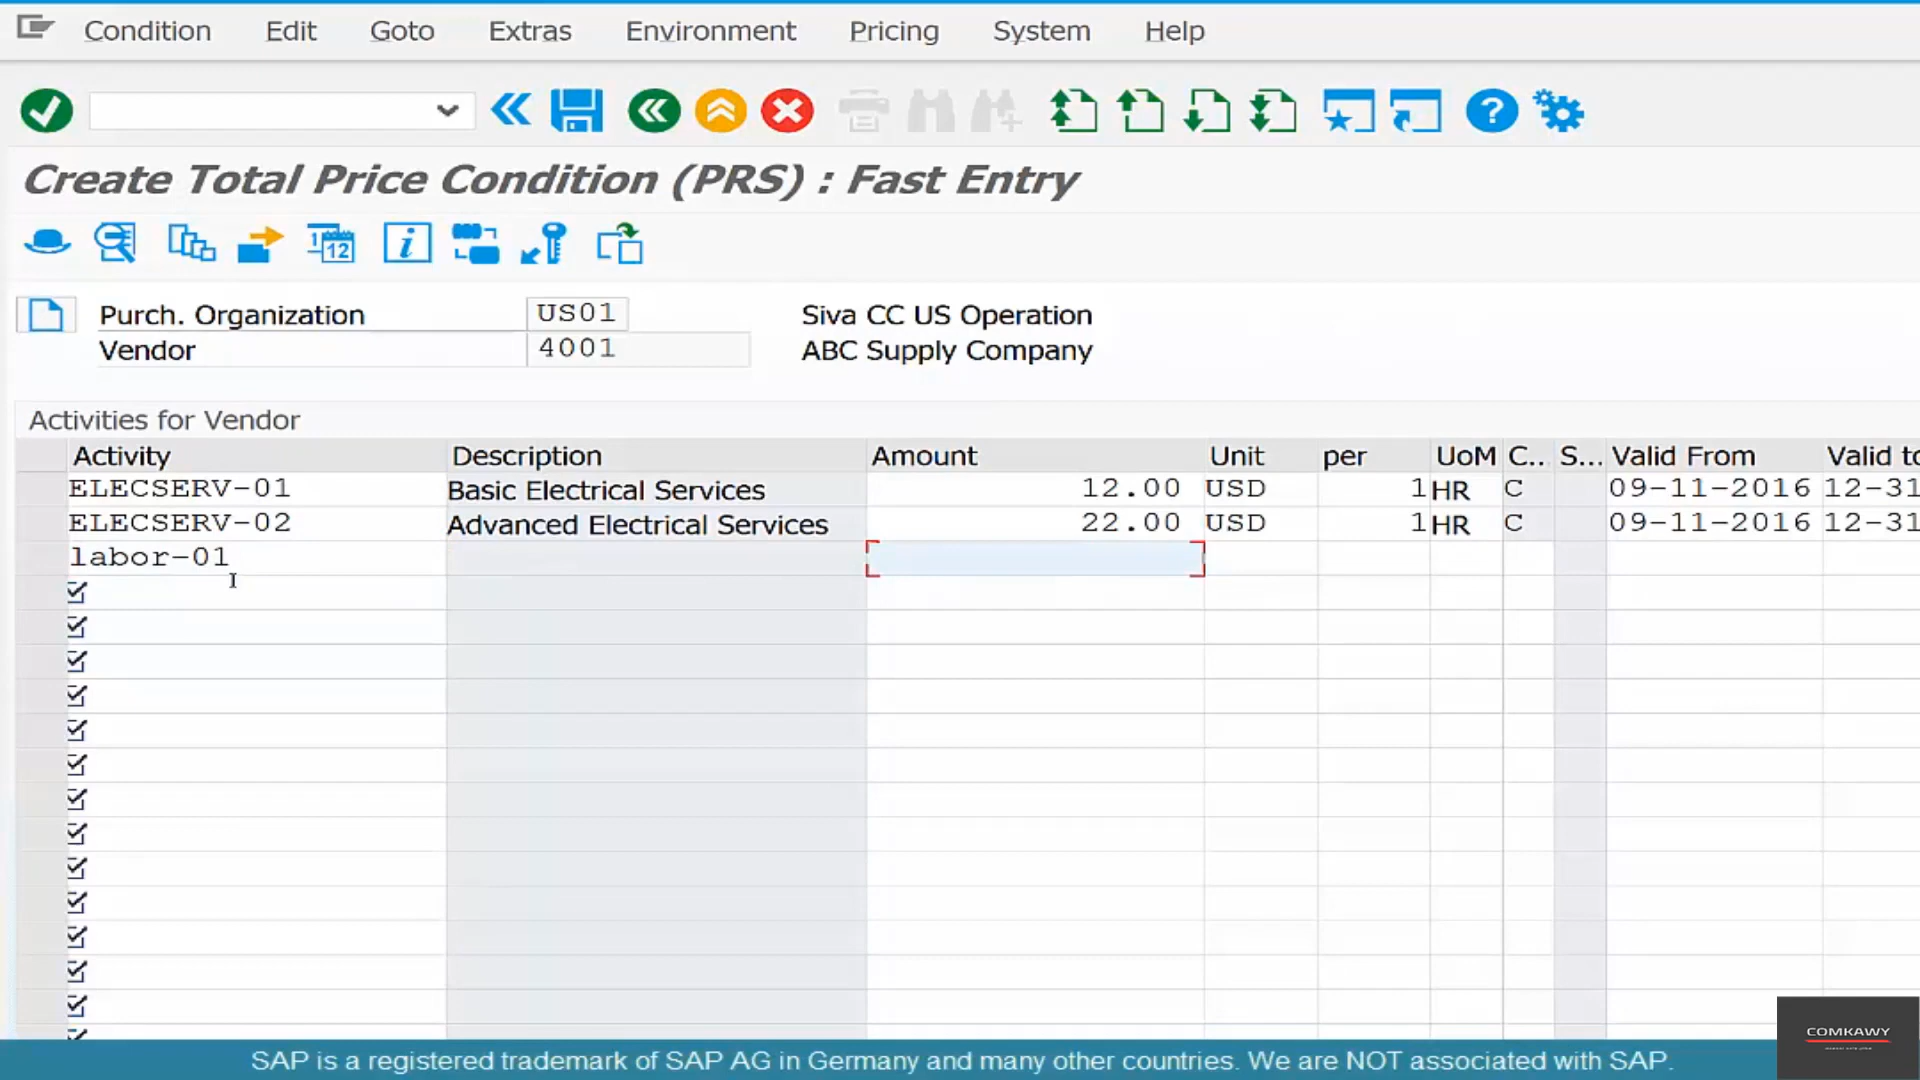 Condition Edit Goto Extras Environment Pricing System Help
Create Total Price Condition (PRS) : Fast Entry
Purch. Organization US01 Siva CC US Operation
Vendor 4001 ABC Supply Company
Activities for Vendor
Activity Description Amount Unit per UoM C.. S... Valid From Valid to
ELECSERV-01 Basic Electrical Services 12.00 USD 1 HR C 09-11-2016 12-31
ELECSERV-02 Advanced Electrical Services 22.00 USD 1 HR C 09-11-2016 12-31
labor-01
COMKAWY
SAP is a registered trademark of SAP AG in Germany and many other countries. We are NOT associated with SAP.